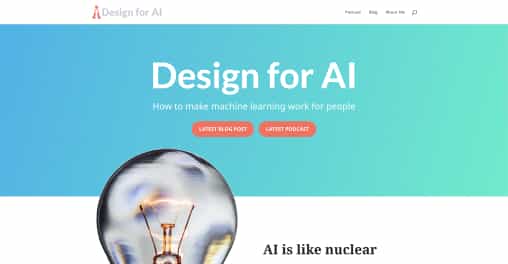 Design for AI
Podcast Blog About Me
Design for AI
How to make machine learning work for people
LATEST BLOG POST LATEST PODCAST
AI is like nuclear